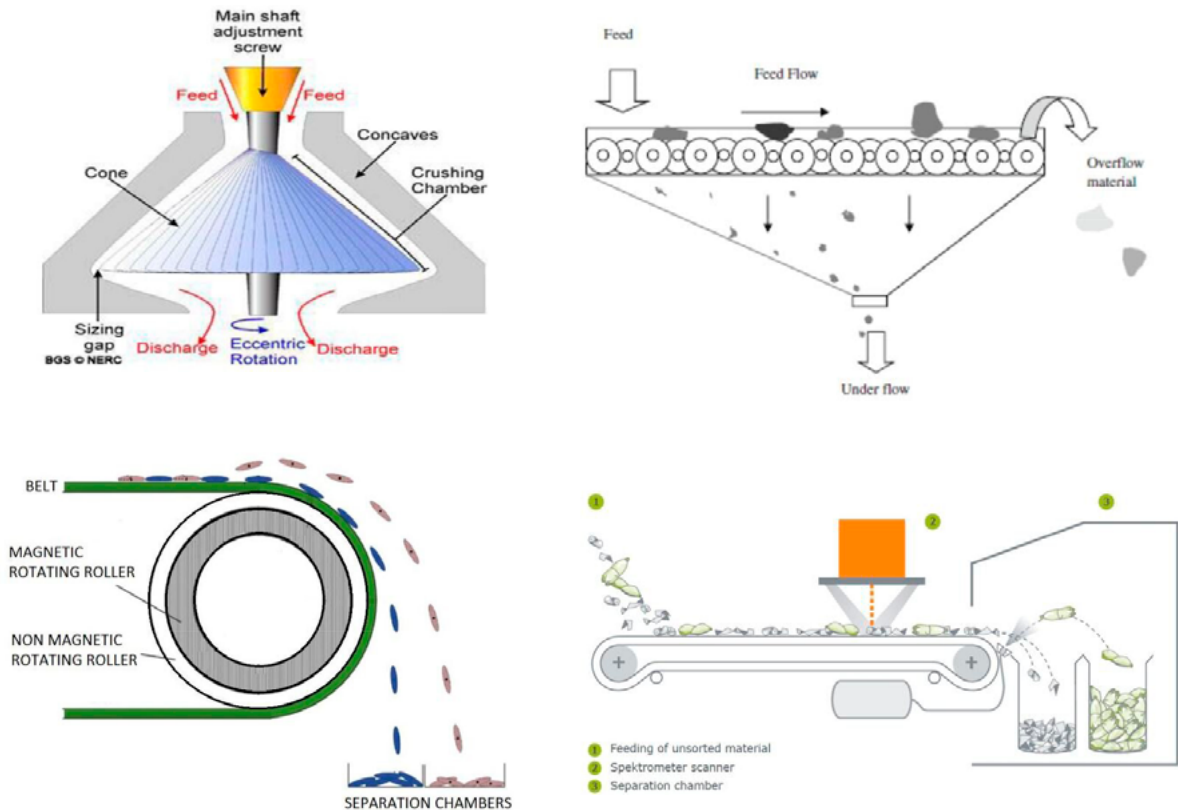 Main shaft
adjustment
screw
Feed
Feed
Concaves
Cone
Crushing
Chamber
Sizing
gap
Discharge
Eccentric
Rotation
Discharge
BGS © NERC
Feed
Feed Flow
Overflow
material
Under flow
BELT
MAGNETIC
ROTATING ROLLER
NON MAGNETIC
ROTATING ROLLER
SEPARATION CHAMBERS
1
2
3
1 Feeding of unsorted material
2 Spektrometer scanner
3 Separation chamber